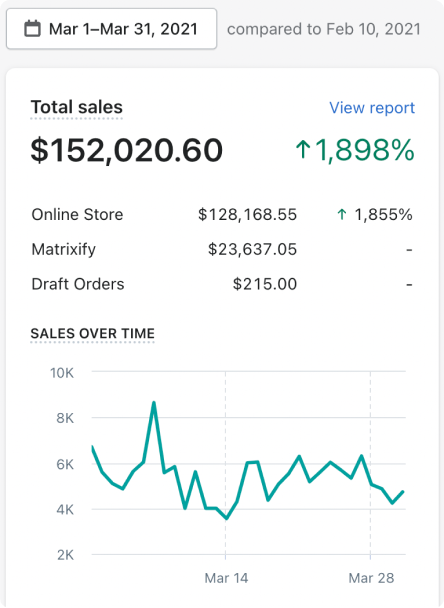 Mar 1–Mar 31, 2021 compared to Feb 10, 2021
Total sales View report
$152,020.60 ↑1,898%
Online Store $128,168.55 ↑ 1,855%
Matrixify $23,637.05 -
Draft Orders $215.00 -
SALES OVER TIME
10K
8K
6K
4K
2K
Mar 14 Mar 28